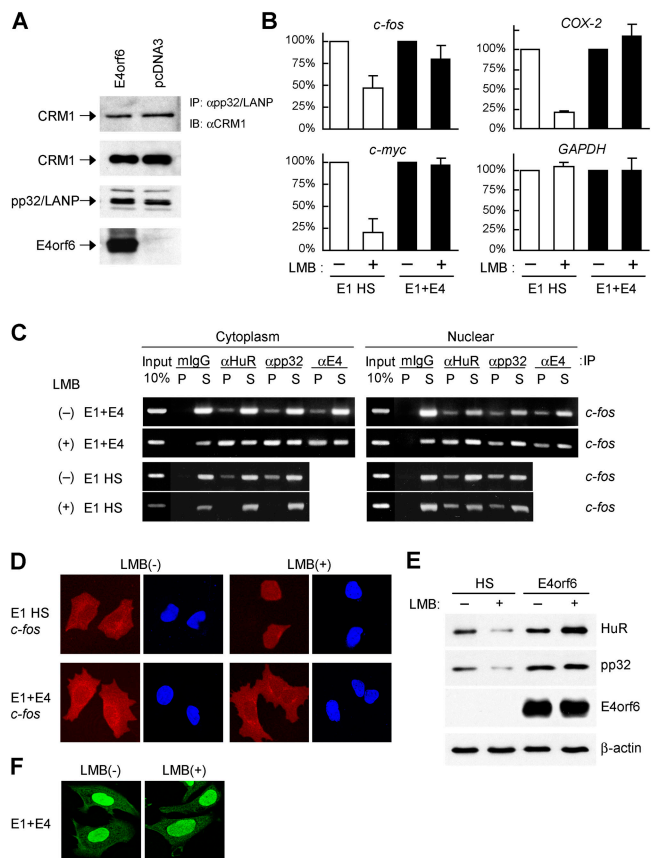 A
E4orf6
pcDNA3
CRM1
IP: αpp32/LANP
IB: αCRM1
CRM1
pp32/LANP
E4orf6
B
c-fos
100%
75%
50%
25%
0%
COX-2
100%
75%
50%
25%
0%
c-myc
100%
75%
50%
25%
0%
GAPDH
100%
75%
50%
25%
0%
LMB : − + − +
E1 HS E1+E4
LMB : − + − +
E1 HS E1+E4
C
Cytoplasm
Nuclear
Input 10%
mIgG αHuR αpp32 αE4
P S P S P S P S
Input 10%
mIgG αHuR αpp32 αE4 :IP
P S P S P S P S
LMB
(−) E1+E4 c-fos
(+) E1+E4 c-fos
(−) E1 HS c-fos
(+) E1 HS c-fos
D
LMB(-) LMB(+)
E1 HS
c-fos
E1+E4
c-fos
E
HS E4orf6
LMB: − + − +
HuR
pp32
E4orf6
β-actin
F
LMB(-) LMB(+)
E1+E4